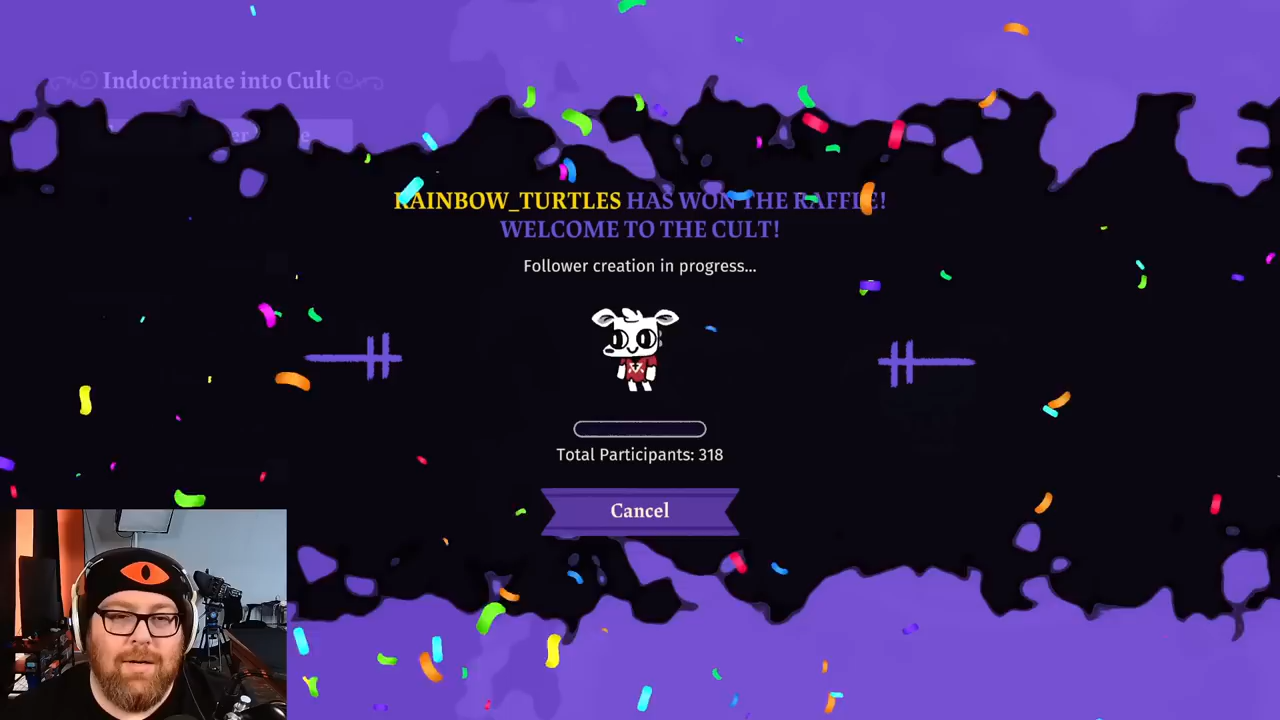 Indoctrinate into Cult
RAINBOW_TURTLES HAS WON THE RAFFLE!
WELCOME TO THE CULT!
Follower creation in progress...
Total Participants: 318
Cancel